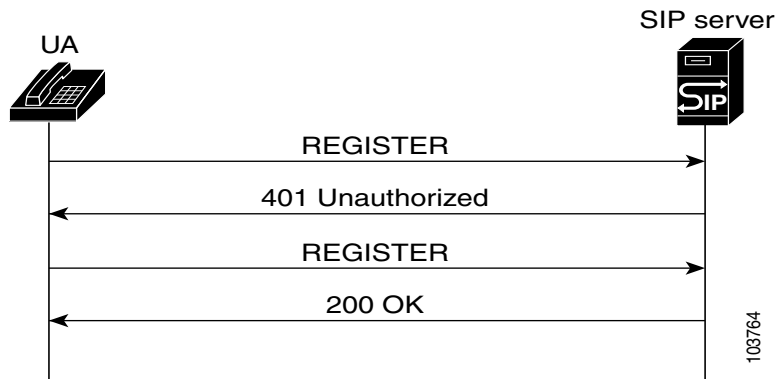 SIP server
UA
SIP
REGISTER
401 Unauthorized
REGISTER
200 OK
103764